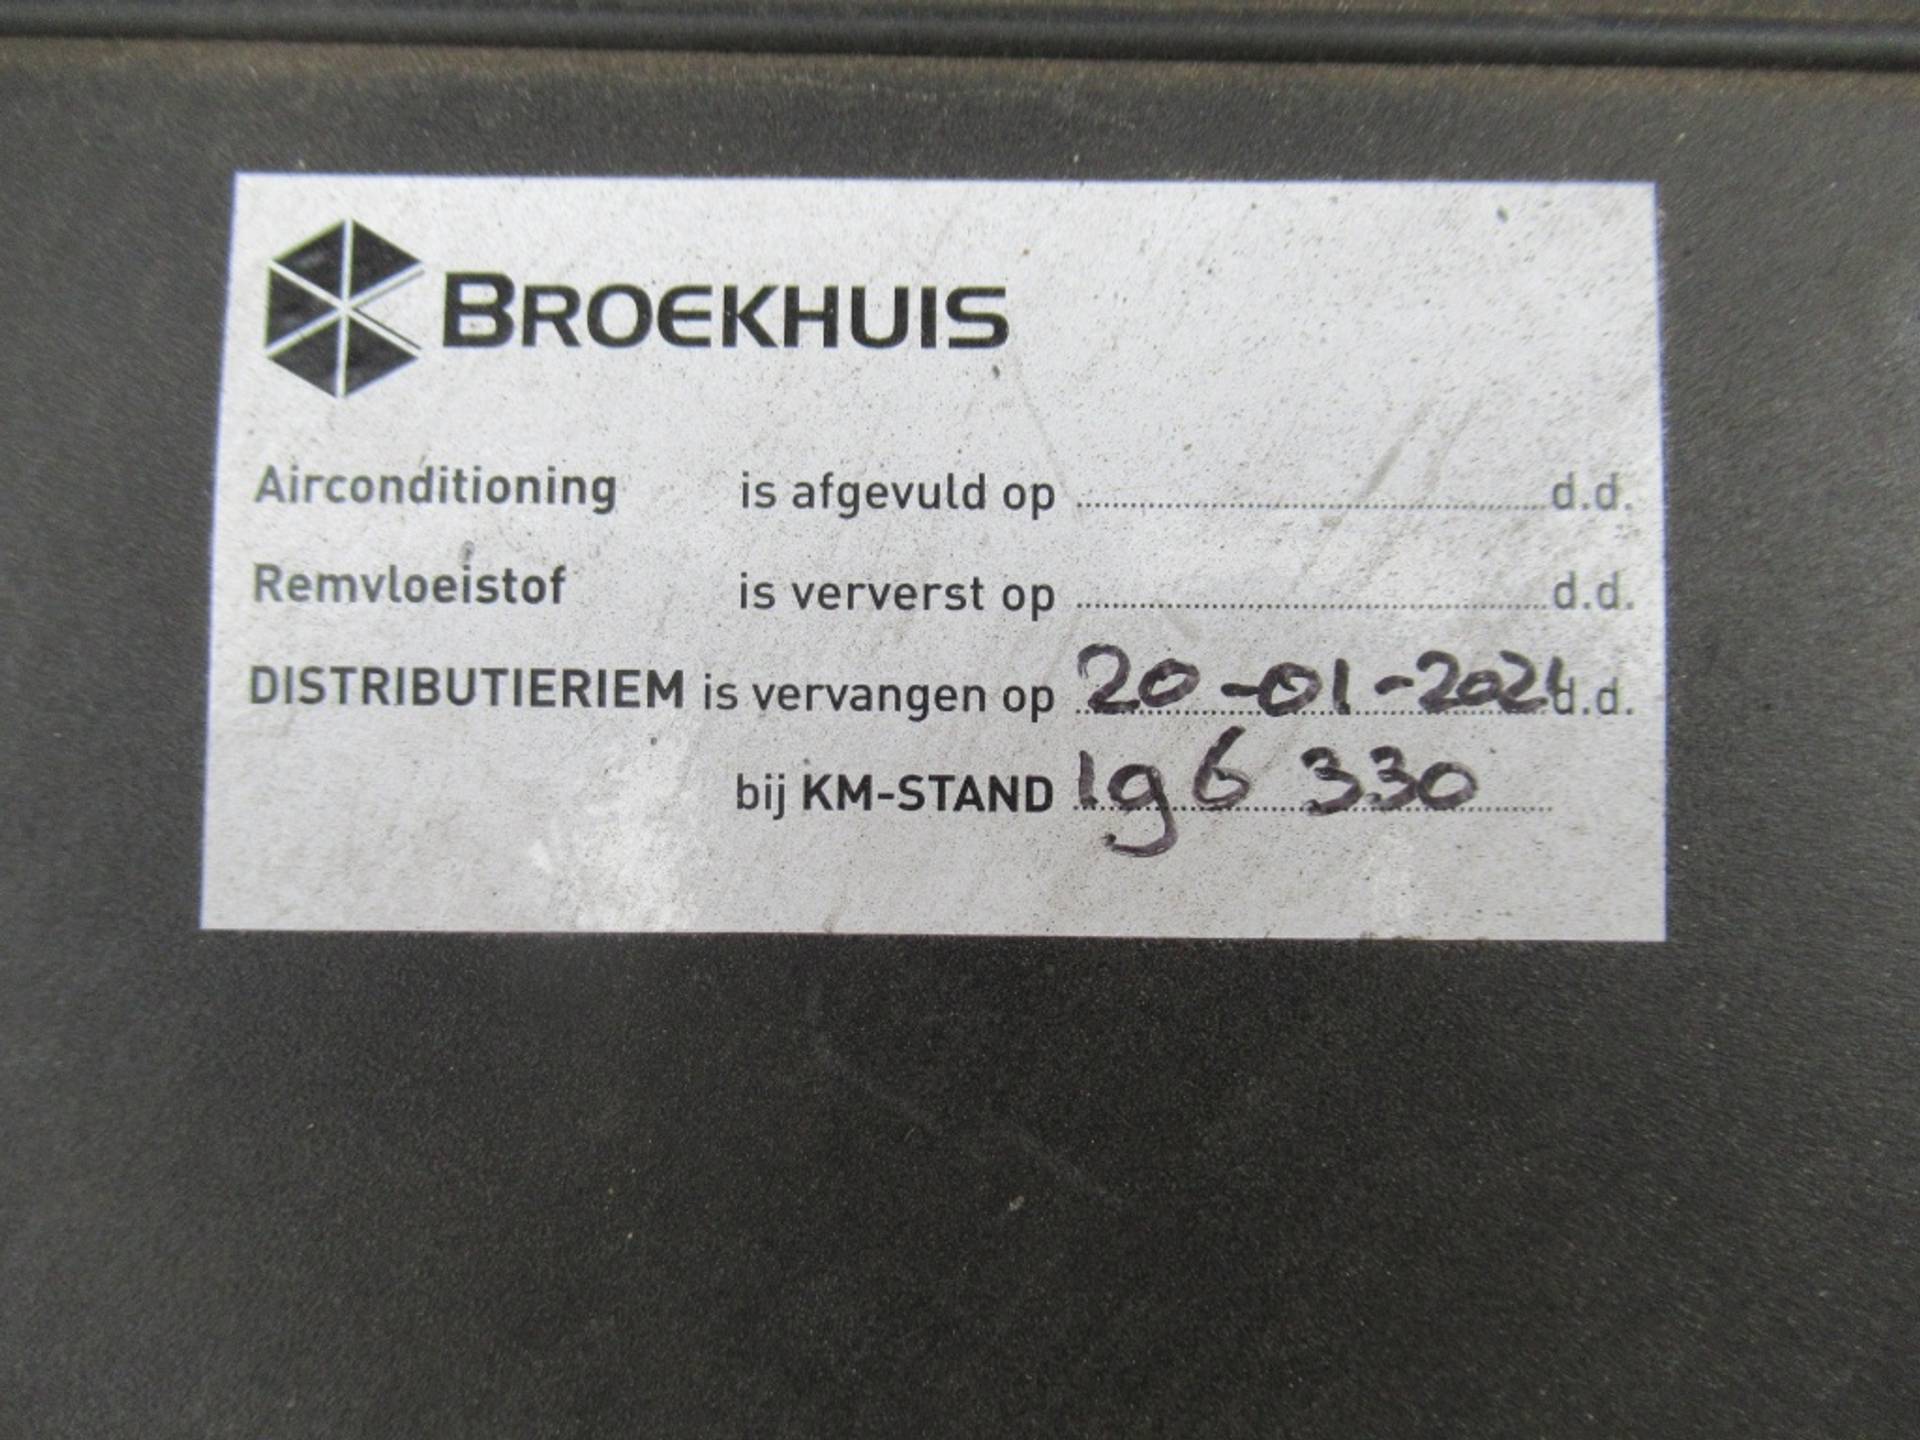 BROEKHUIS
Airconditioning is afgevuld op ........................ d.d.
Remvloeistof is ververst op ........................ d.d.
DISTRIBUTIERIEM is vervangen op 20-01-2021 d.d.
bij KM-STAND 196 330